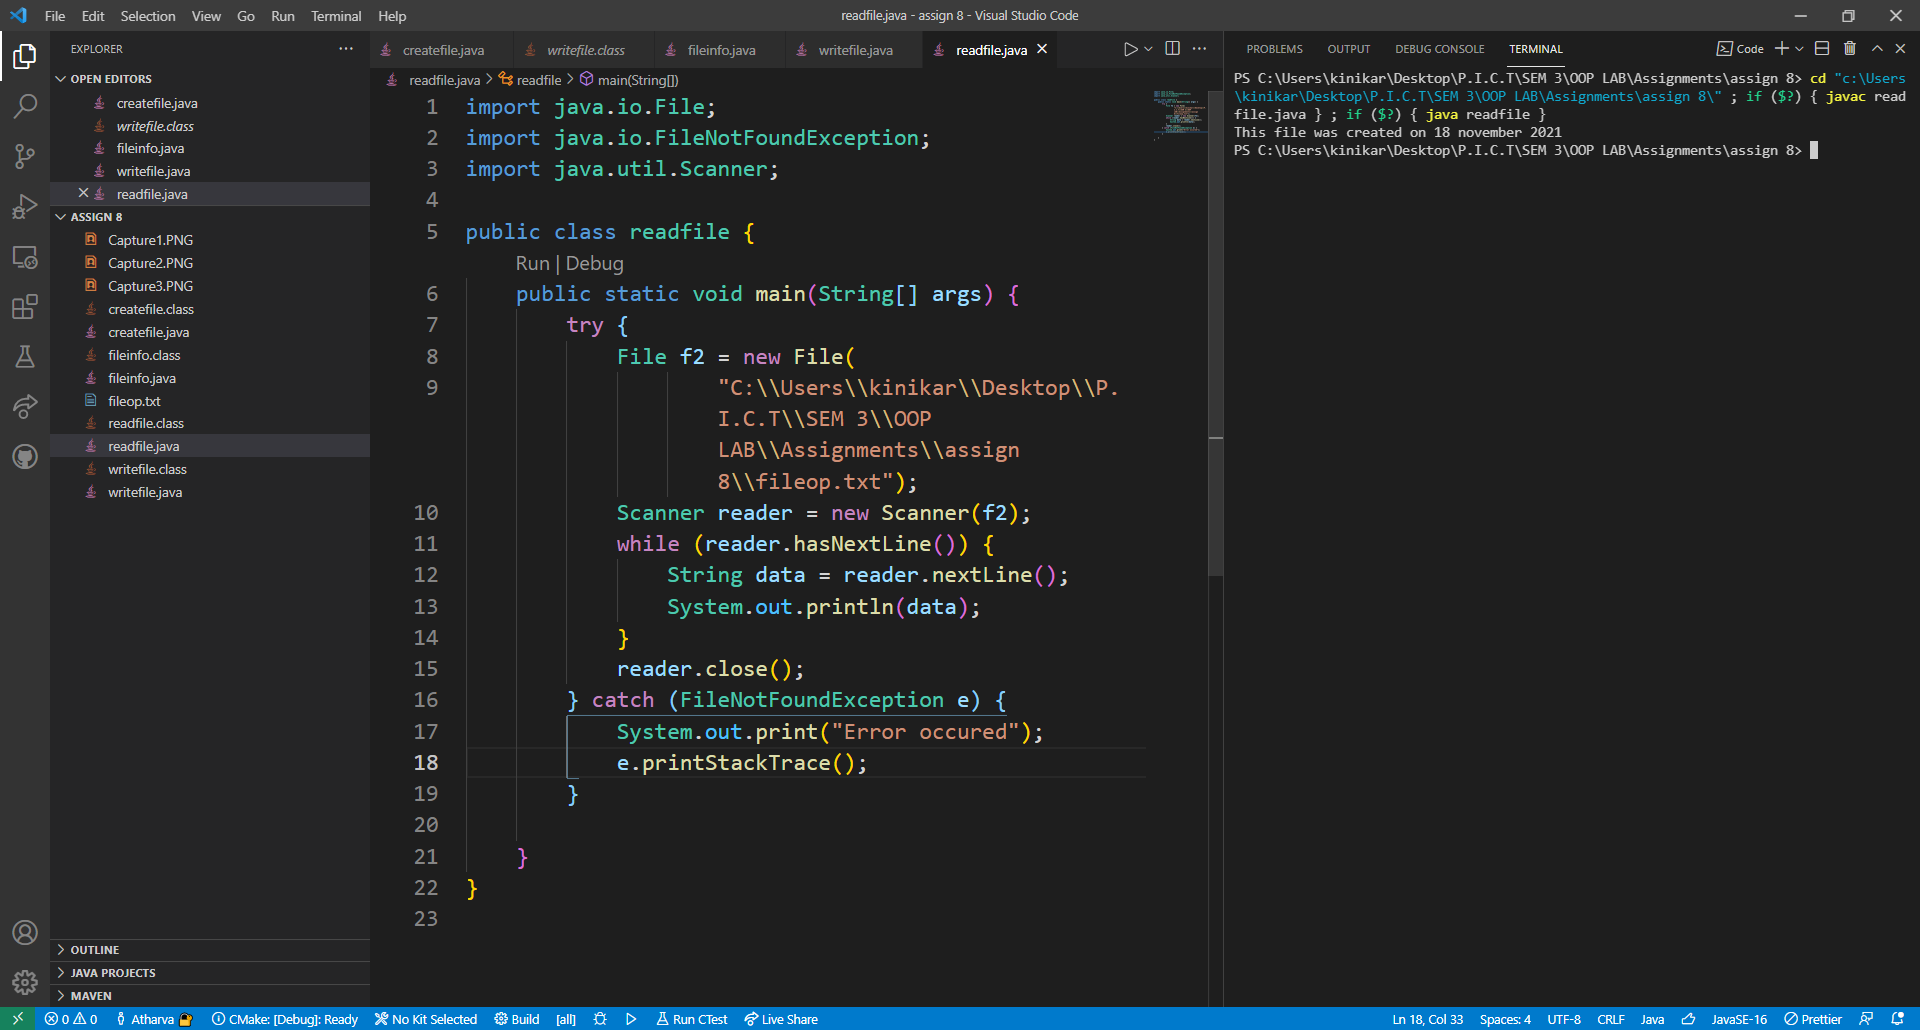 File Edit Selection View Go Run Terminal Help
readfile.java - assign 8 - Visual Studio Code
EXPLORER
OPEN EDITORS
createfile.java
writefile.class
fileinfo.java
writefile.java
readfile.java
ASSIGN 8
Capture1.PNG
Capture2.PNG
Capture3.PNG
createfile.class
createfile.java
fileinfo.class
fileinfo.java
fileop.txt
readfile.class
readfile.java
writefile.class
writefile.java
OUTLINE
JAVA PROJECTS
MAVEN
createfile.java writefile.class fileinfo.java writefile.java readfile.java
readfile.java > readfile > main(String[])
1 import java.io.File;
2 import java.io.FileNotFoundException;
3 import java.util.Scanner;
4
5 public class readfile {
Run | Debug
6 public static void main(String[] args) {
7 try {
8 File f2 = new File(
9 "C:\\Users\\kinikar\\Desktop\\P.
I.C.T\\SEM 3\\OOP
LAB\\Assignments\\assign
8\\fileop.txt");
10 Scanner reader = new Scanner(f2);
11 while (reader.hasNextLine()) {
12 String data = reader.nextLine();
13 System.out.println(data);
14 }
15 reader.close();
16 } catch (FileNotFoundException e) {
17 System.out.print("Error occured");
18 e.printStackTrace();
19 }
20
21 }
22 }
23
PROBLEMS OUTPUT DEBUG CONSOLE TERMINAL
Code
PS C:\Users\kinikar\Desktop\P.I.C.T\SEM 3\OOP LAB\Assignments\assign 8> cd "c:\Users
\kinikar\Desktop\P.I.C.T\SEM 3\OOP LAB\Assignments\assign 8\" ; if ($?) { javac read
file.java } ; if ($?) { java readfile }
This file was created on 18 november 2021
PS C:\Users\kinikar\Desktop\P.I.C.T\SEM 3\OOP LAB\Assignments\assign 8>
0 0 Atharva CMake: [Debug]: Ready No Kit Selected Build [all] Run CTest Live Share
Ln 18, Col 33 Spaces: 4 UTF-8 CRLF Java JavaSE-16 Prettier